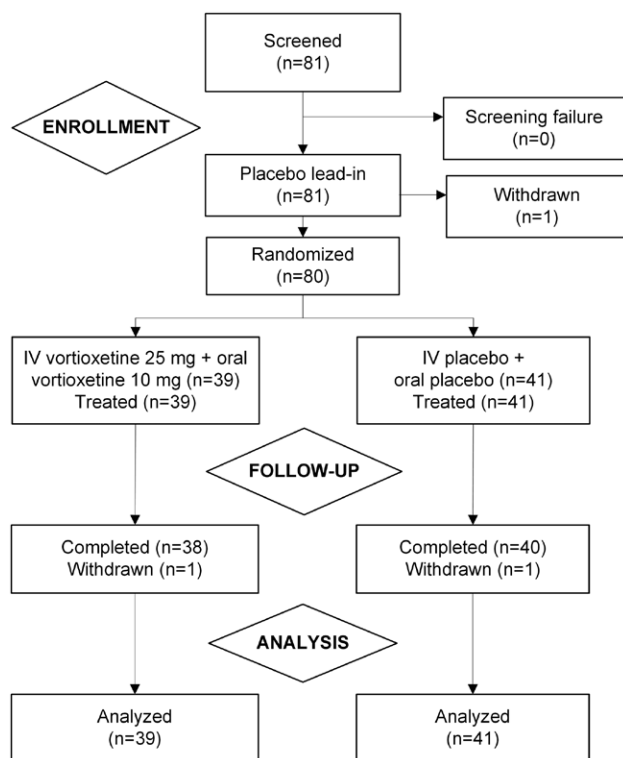 Screened
(n=81)
ENROLLMENT
Screening failure
(n=0)
Placebo lead-in
(n=81)
Withdrawn
(n=1)
Randomized
(n=80)
IV vortioxetine 25 mg + oral
vortioxetine 10 mg (n=39)
Treated (n=39)
IV placebo +
oral placebo (n=41)
Treated (n=41)
FOLLOW-UP
Completed (n=38)
Withdrawn (n=1)
Completed (n=40)
Withdrawn (n=1)
ANALYSIS
Analyzed
(n=39)
Analyzed
(n=41)